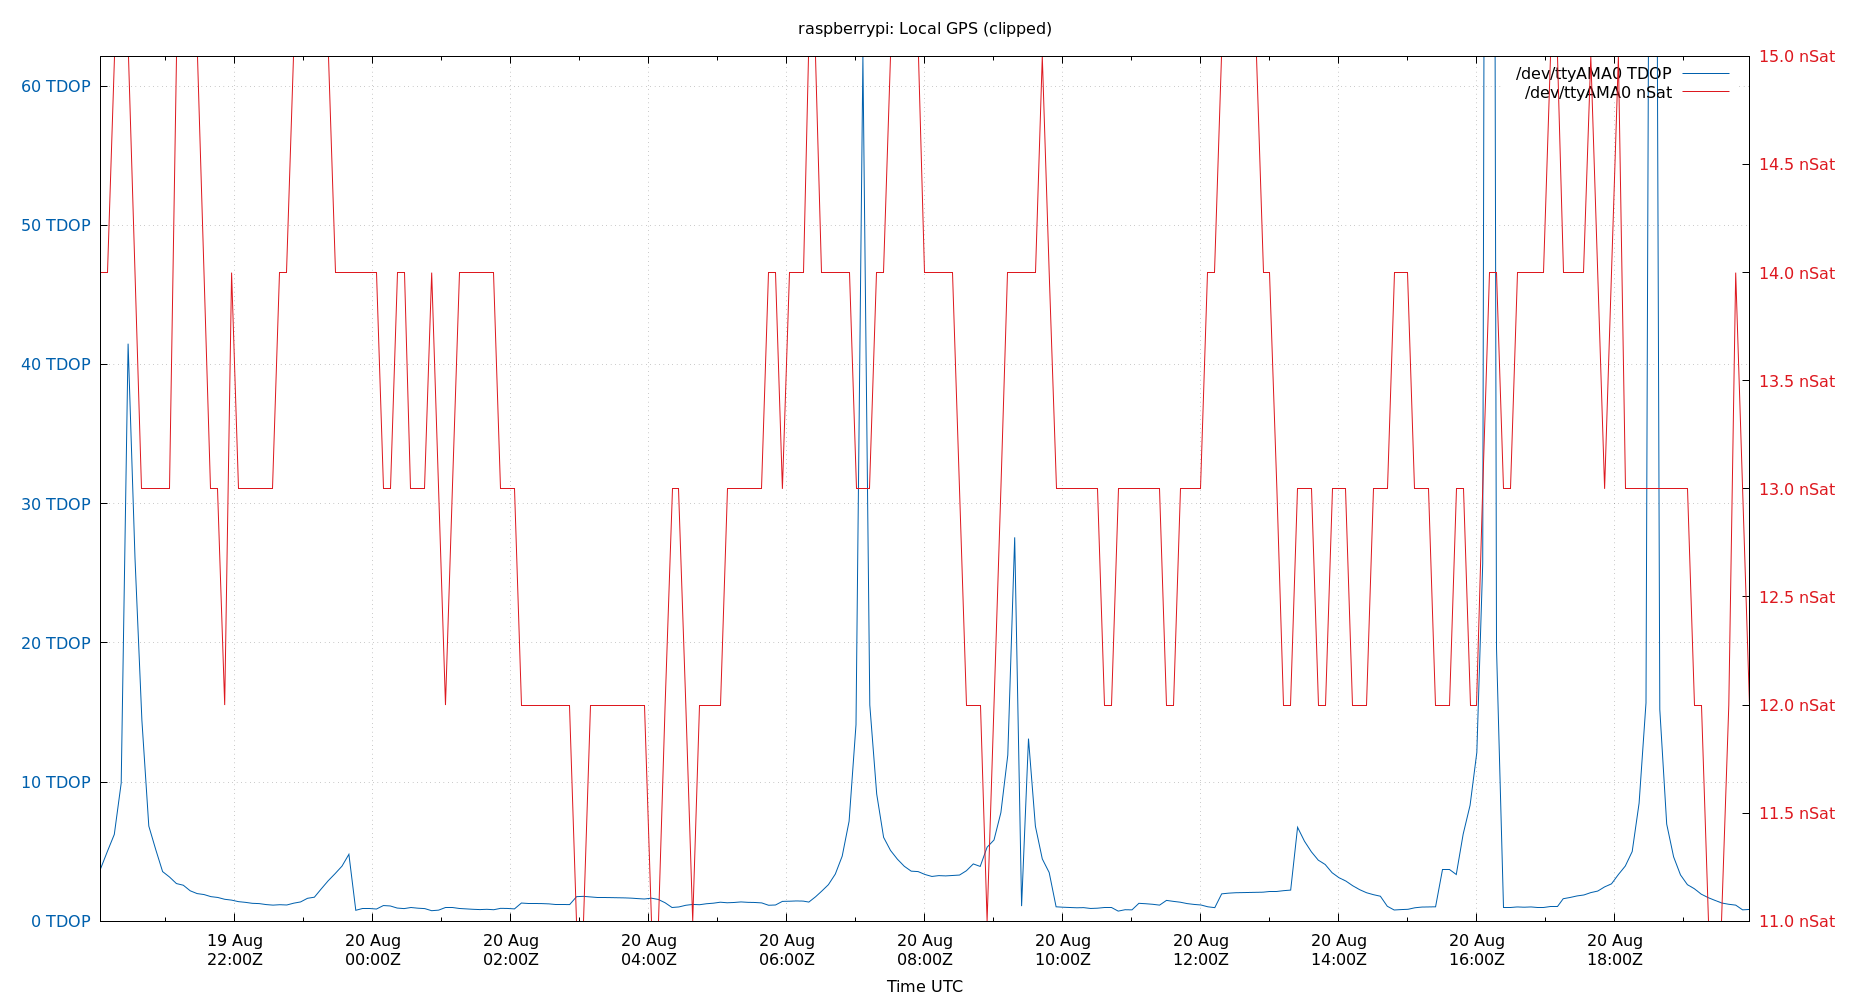 raspberrypi: Local GPS (clipped)
60 TDOP
50 TDOP
40 TDOP
30 TDOP
20 TDOP
10 TDOP
0 TDOP
/dev/ttyAMA0 TDOP
/dev/ttyAMA0 nSat
15.0 nSat
14.5 nSat
14.0 nSat
13.5 nSat
13.0 nSat
12.5 nSat
12.0 nSat
11.5 nSat
11.0 nSat
19 Aug
22:00Z
20 Aug
00:00Z
20 Aug
02:00Z
20 Aug
04:00Z
20 Aug
06:00Z
20 Aug
08:00Z
20 Aug
10:00Z
20 Aug
12:00Z
20 Aug
14:00Z
20 Aug
16:00Z
20 Aug
18:00Z
Time UTC